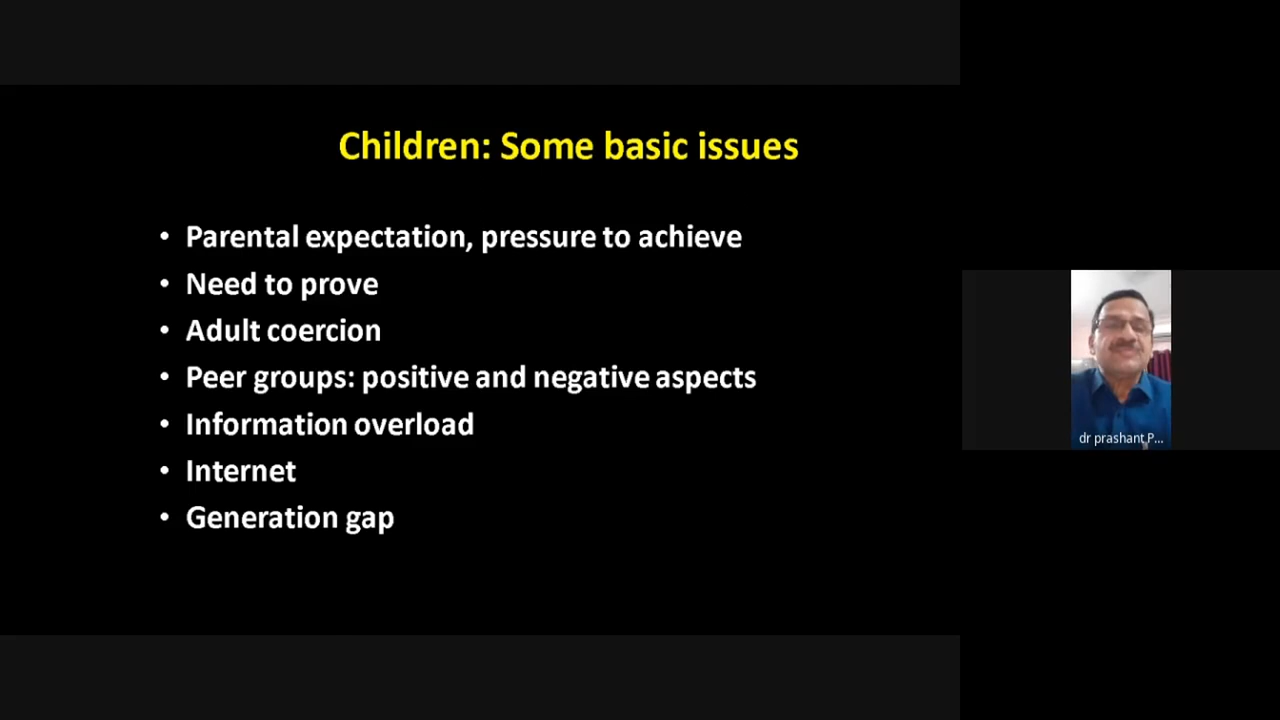 Children: Some basic issues
• Parental expectation, pressure to achieve
• Need to prove
• Adult coercion
• Peer groups: positive and negative aspects
• Information overload
• Internet
• Generation gap
dr prashant P...